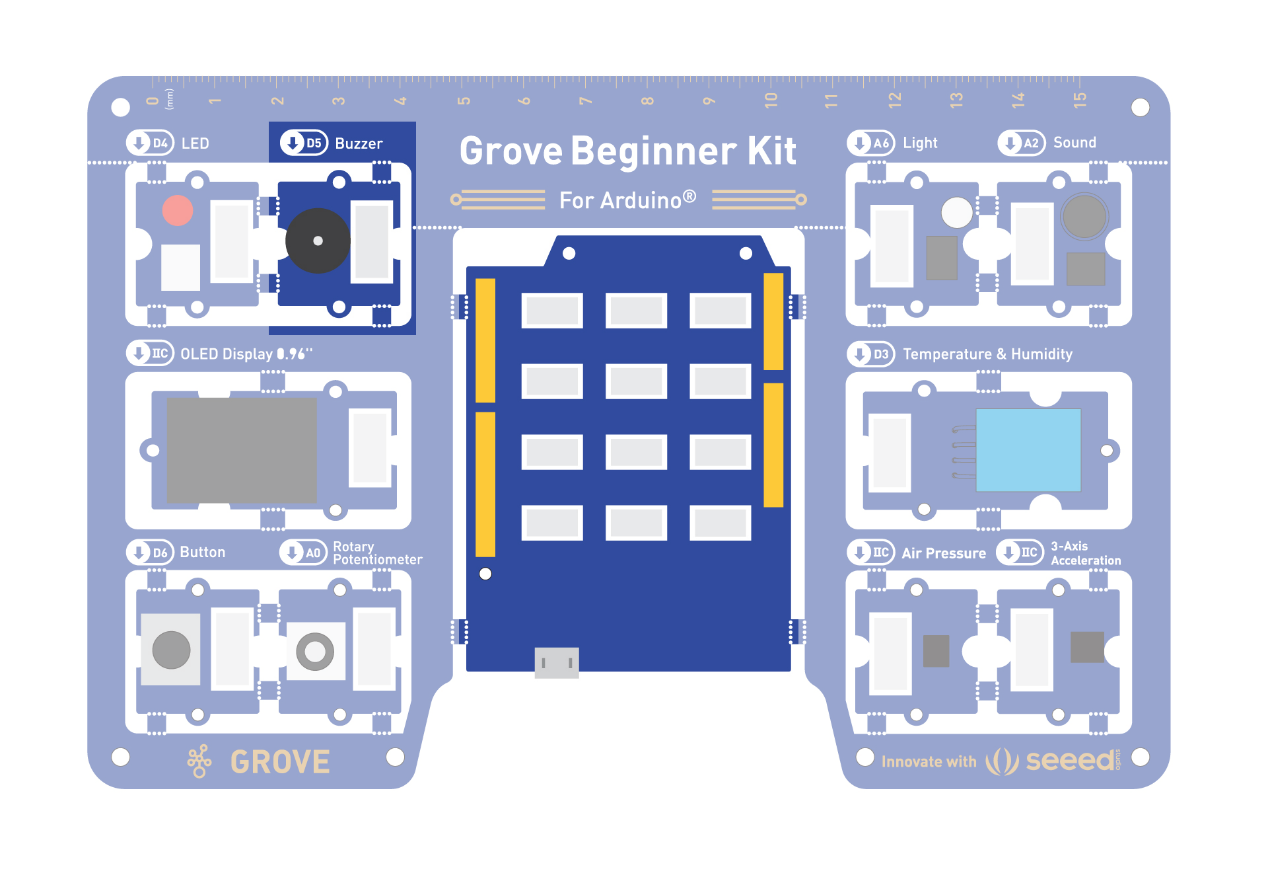 0 (mm) 1 2 3 4 5 6 7 8 9 10 11 12 13 14 15
D4 LED
D5 Buzzer
Grove Beginner Kit
For Arduino®
A6 Light
A2 Sound
IIC OLED Display 0.96''
D3 Temperature & Humidity
D6 Button
A0 Rotary
Potentiometer
IIC Air Pressure
IIC 3-Axis
Acceleration
GROVE
Innovate with seeed
studio